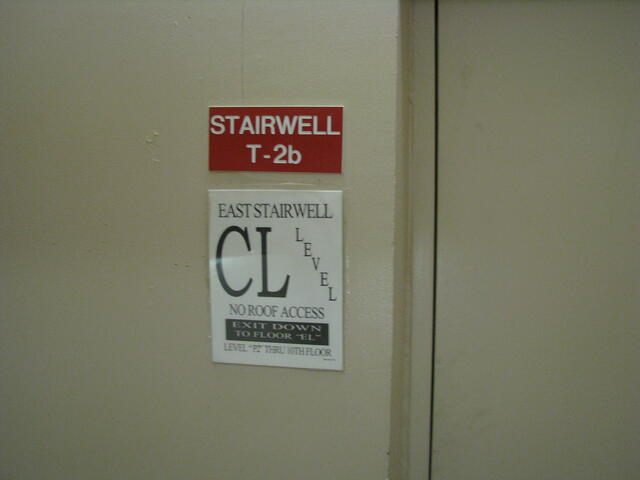 STAIRWELL
T-2b
EAST STAIRWELL
CL
LEVEL
NO ROOF ACCESS
EXIT DOWN
TO FLOOR "EL"
LEVEL "P2" THRU 10TH FLOOR